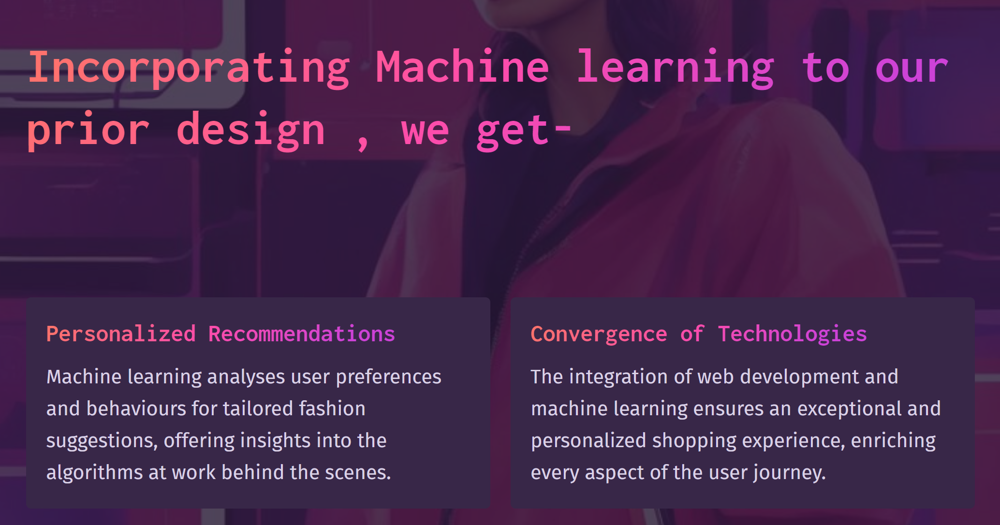 Incorporating Machine learning to our
prior design , we get-
Personalized Recommendations
Machine learning analyses user preferences
and behaviours for tailored fashion
suggestions, offering insights into the
algorithms at work behind the scenes.
Convergence of Technologies
The integration of web development and
machine learning ensures an exceptional and
personalized shopping experience, enriching
every aspect of the user journey.